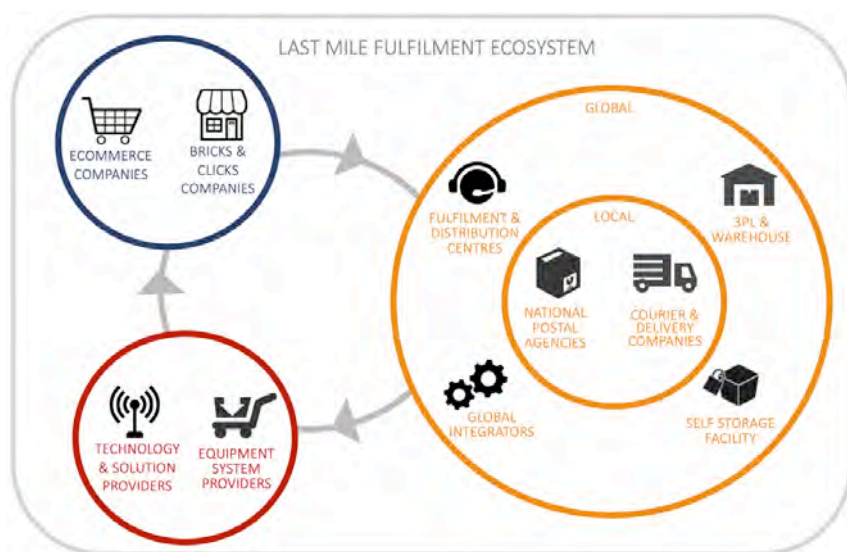 LAST MILE FULFILMENT ECOSYSTEM
ECOMMERCE
COMPANIES
BRICKS &
CLICKS
COMPANIES
GLOBAL
FULFILMENT &
DISTRIBUTION
CENTRES
3PL &
WAREHOUSE
LOCAL
NATIONAL
POSTAL
AGENCIES
COURIER &
DELIVERY
COMPANIES
GLOBAL
INTEGRATORS
SELF STORAGE
FACILITY
TECHNOLOGY
& SOLUTION
PROVIDERS
EQUIPMENT
SYSTEM
PROVIDERS